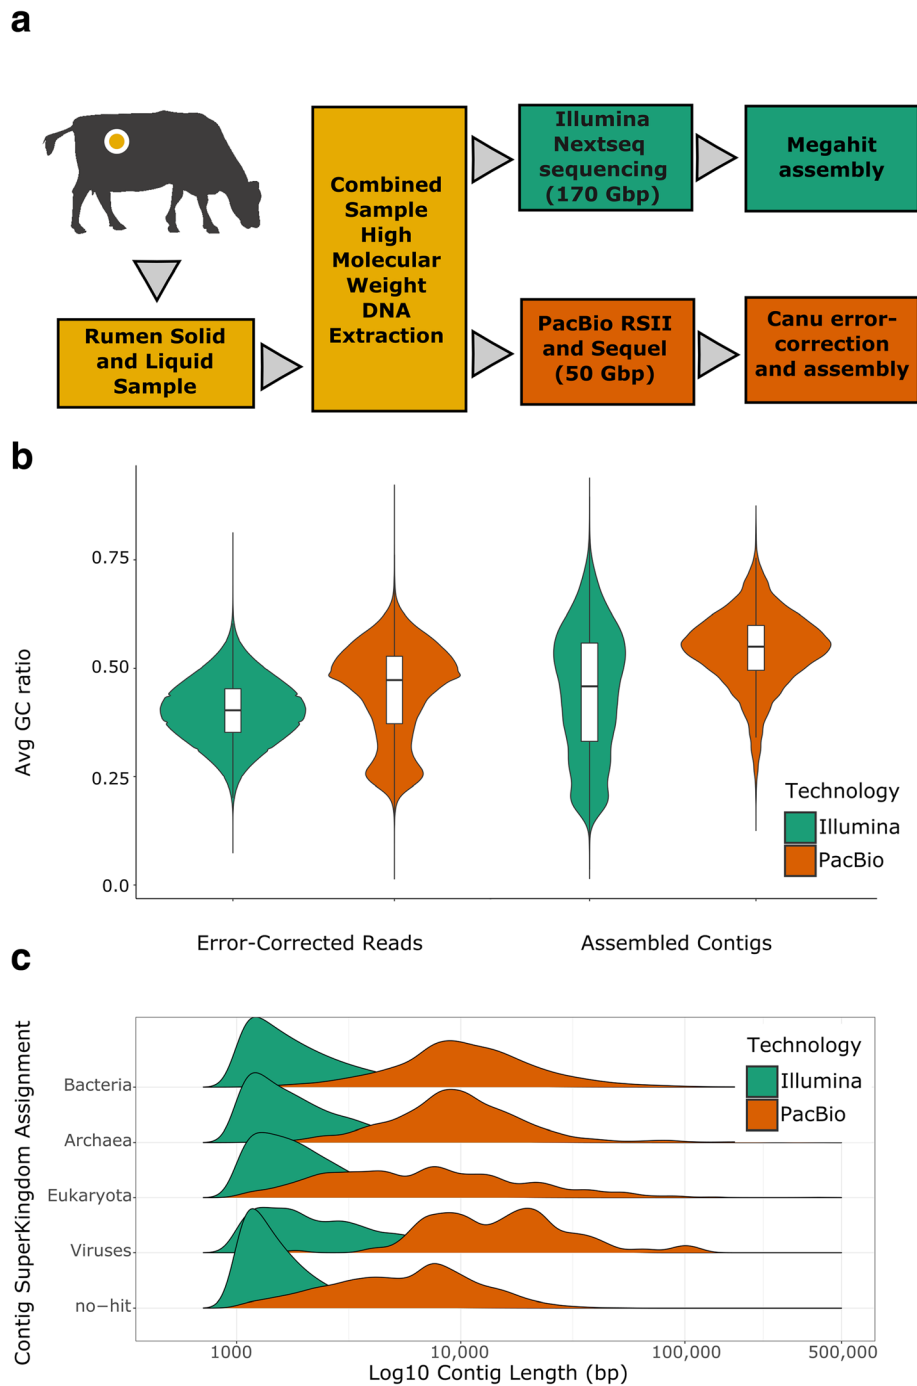 a
Illumina
Nextseq
sequencing
(170 Gbp)
Megahit
assembly
Combined
Sample
High
Molecular
Weight
DNA
Extraction
Rumen Solid
and Liquid
Sample
PacBio RSII
and Sequel
(50 Gbp)
Canu error-
correction
and assembly
b
Avg GC ratio
0.75
0.50
0.25
0.0
Technology
Illumina
PacBio
Error-Corrected Reads
Assembled Contigs
c
Contig SuperKingdom Assignment
Bacteria
Archaea
Eukaryota
Viruses
no−hit
Technology
Illumina
PacBio
1000
10,000
100,000
500,000
Log10 Contig Length (bp)